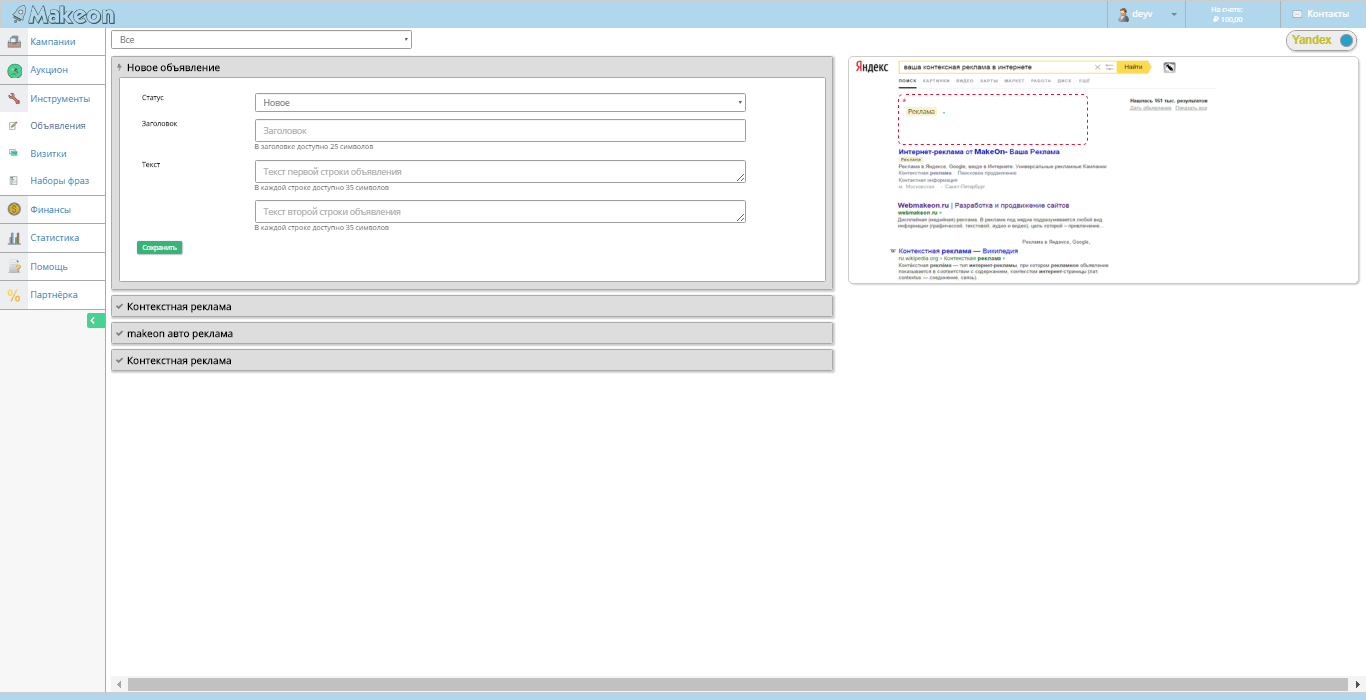 Makeon
deyv
На счете:
₽ 100,00
Контакты
Кампании
Аукцион
Инструменты
Объявления
Визитки
Наборы фраз
Финансы
Статистика
Помощь
Партнёрка
Все
Yandex
Новое объявление
Статус
Новое
Заголовок
Заголовок
В заголовке доступно 25 символов
Текст
Текст первой строки объявления
В каждой строке доступно 35 символов
Текст второй строки объявления
В каждой строке доступно 35 символов
Сохранить
Контекстная реклама
makeon авто реклама
Контекстная реклама
Яндекс
ваша контексная реклама в интернете
Найти
ПОИСК КАРТИНКИ ВИДЕО КАРТЫ МАРКЕТ РАБОТА ДИСК ЕЩЁ
Реклама
Нашлось 151 тыс. результатов
Дать объявление Показать все
Интернет-реклама от MakeOn- Ваша Реклама
Реклама
Реклама в Яндексе, Google, везде в Интернете. Универсальные рекламные Кампании
Контекстная реклама Поисковое продвижение
Контактная информация
м. Московская - Санкт-Петербург
Webmakeon.ru | Разработка и продвижение сайтов
webmakeon.ru
Дисплейная (медийная) реклама. В рекламе под медиа подразумевается любой вид
информации (графической, текстовой, аудио и видео), цель которой – привлечение...
Реклама в Яндексе, Google,
W Контекстная реклама — Википедия
ru.wikipedia.org › Контекстная реклама
Контекстная реклама — тип интернет-рекламы, при котором рекламное объявление
показывается в соответствии с содержанием, контекстом интернет-страницы (лат
contextus — соединение, связь).